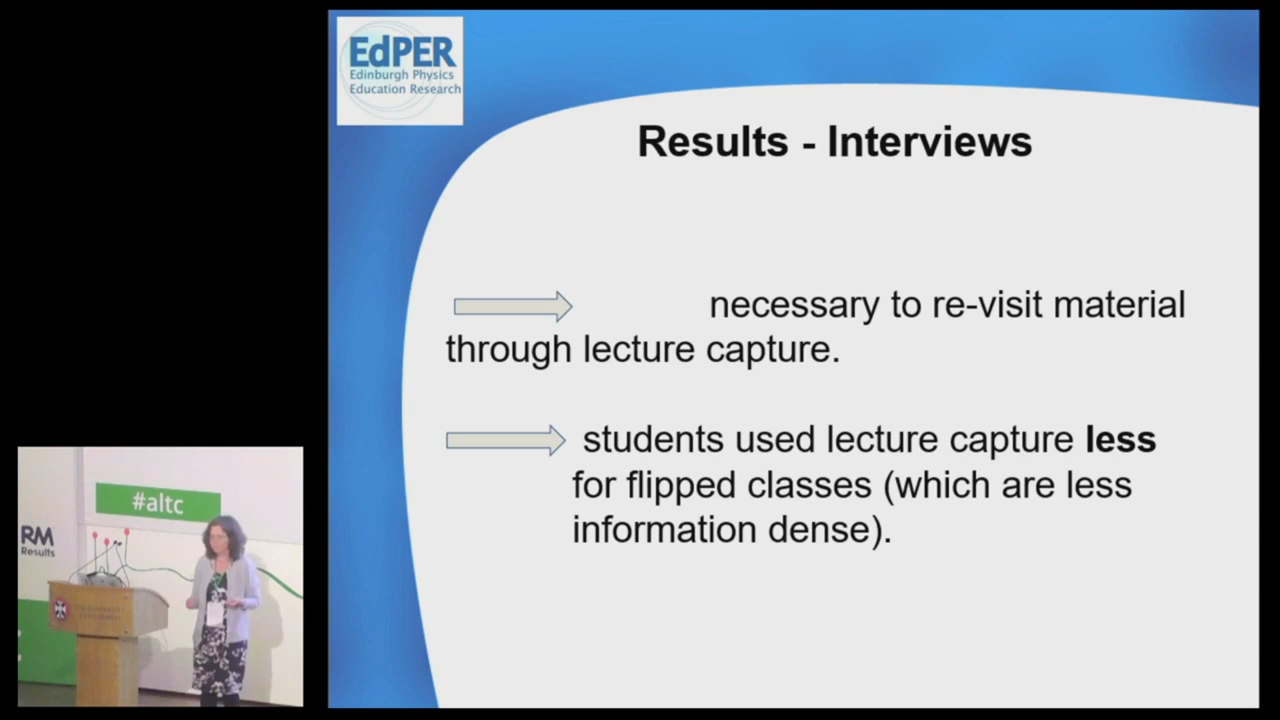 EdPER
Edinburgh Physics
Education Research
Results - Interviews
necessary to re-visit material
through lecture capture.
students used lecture capture less
for flipped classes (which are less
information dense).
#altc
RM
Results